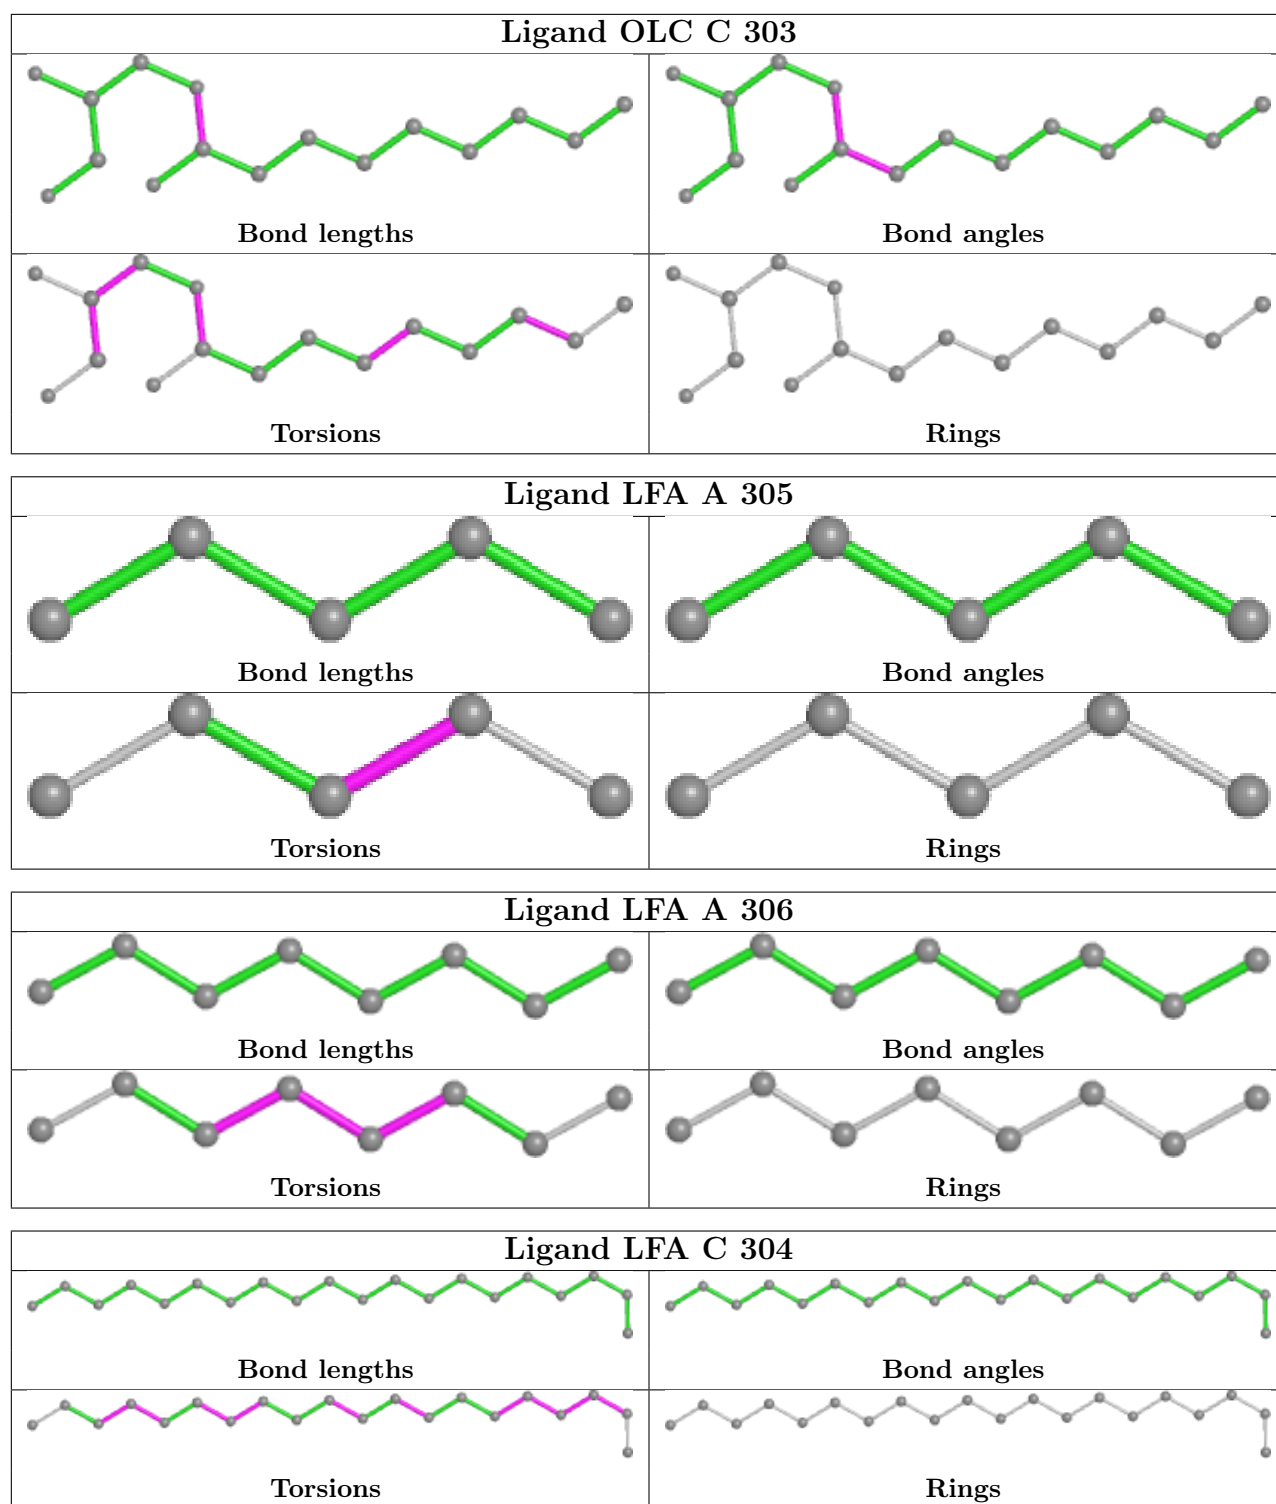 Ligand OLC C 303
Bond lengths
Bond angles
Torsions
Rings
Ligand LFA A 305
Bond lengths
Bond angles
Torsions
Rings
Ligand LFA A 306
Bond lengths
Bond angles
Torsions
Rings
Ligand LFA C 304
Bond lengths
Bond angles
Torsions
Rings